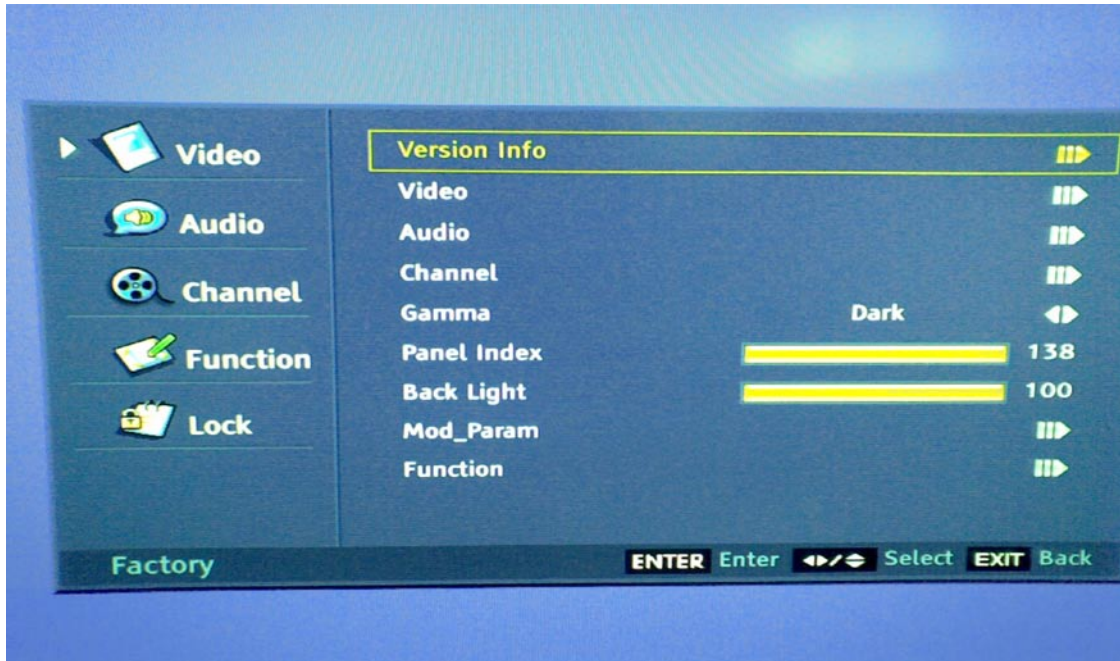 Video
Audio
Channel
Function
Lock
Version Info
Video
Audio
Channel
Gamma Dark
Panel Index 138
Back Light 100
Mod_Param
Function
Factory ENTER Enter Select EXIT Back